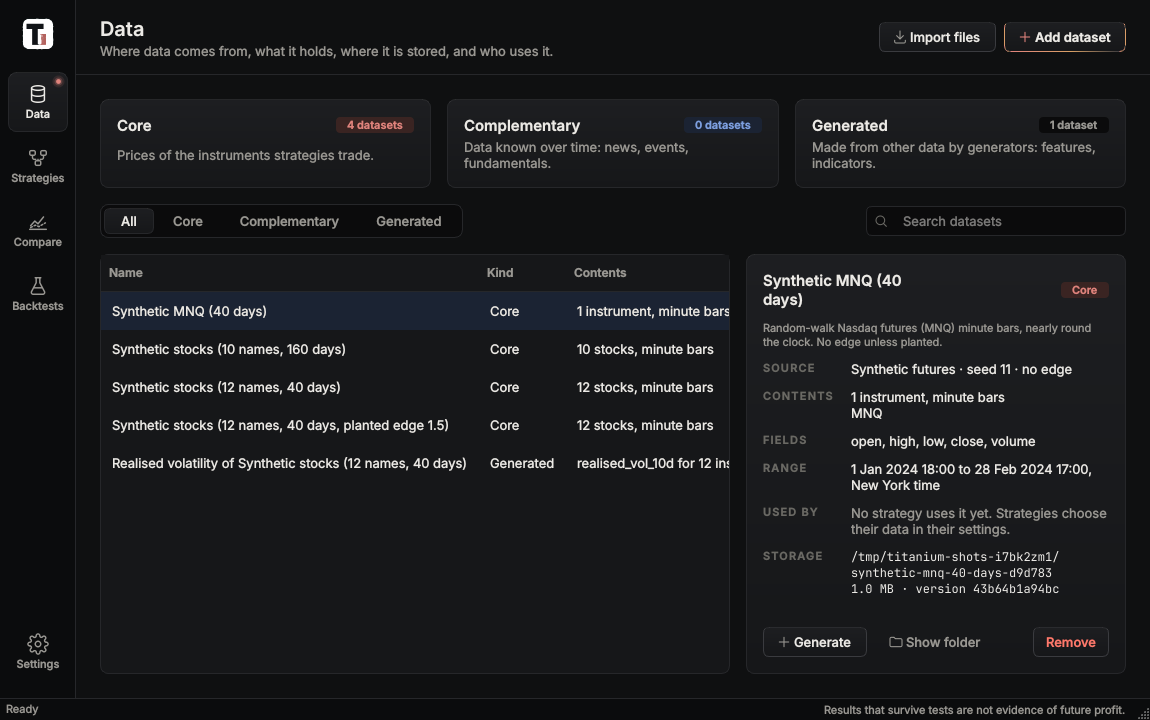 Ti
Data
Where data comes from, what it holds, where it is stored, and who uses it.
Import files
Add dataset
Data
Strategies
Compare
Backtests
Settings
Core
4 datasets
Prices of the instruments strategies trade.
Complementary
0 datasets
Data known over time: news, events,
fundamentals.
Generated
1 dataset
Made from other data by generators: features,
indicators.
All Core Complementary Generated
Search datasets
Name Kind Contents
Synthetic MNQ (40 days) Core 1 instrument, minute bars
Synthetic stocks (10 names, 160 days) Core 10 stocks, minute bars
Synthetic stocks (12 names, 40 days) Core 12 stocks, minute bars
Synthetic stocks (12 names, 40 days, planted edge 1.5) Core 12 stocks, minute bars
Realised volatility of Synthetic stocks (12 names, 40 days) Generated realised_vol_10d for 12 ins
Synthetic MNQ (40
days)
Core
Random-walk Nasdaq futures (MNQ) minute bars, nearly round
the clock. No edge unless planted.
SOURCE Synthetic futures · seed 11 · no edge
CONTENTS 1 instrument, minute bars
MNQ
FIELDS open, high, low, close, volume
RANGE 1 Jan 2024 18:00 to 28 Feb 2024 17:00,
New York time
USED BY No strategy uses it yet. Strategies choose
their data in their settings.
STORAGE /tmp/titanium-shots-i7bk2zm1/
synthetic-mnq-40-days-d9d783
1.0 MB · version 43b64b1a94bc
Generate Show folder Remove
Ready
Results that survive tests are not evidence of future profit.